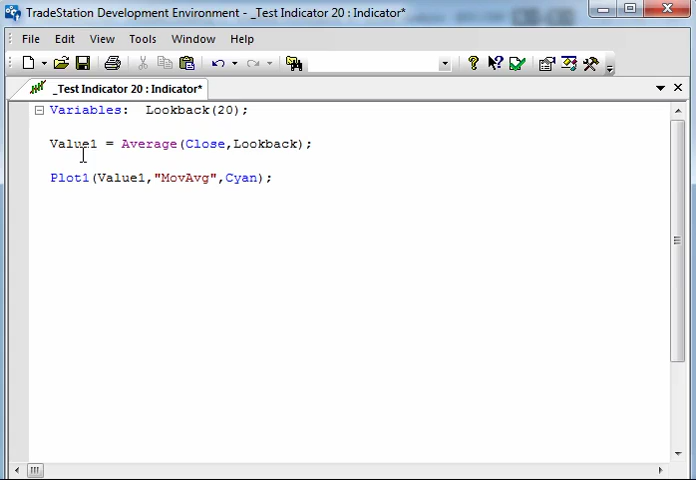 TradeStation Development Environment - _Test Indicator 20 : Indicator*
File Edit View Tools Window Help
_Test Indicator 20 : Indicator*
Variables:  Lookback(20);
Value1 = Average(Close,Lookback);
Plot1(Value1,"MovAvg",Cyan);